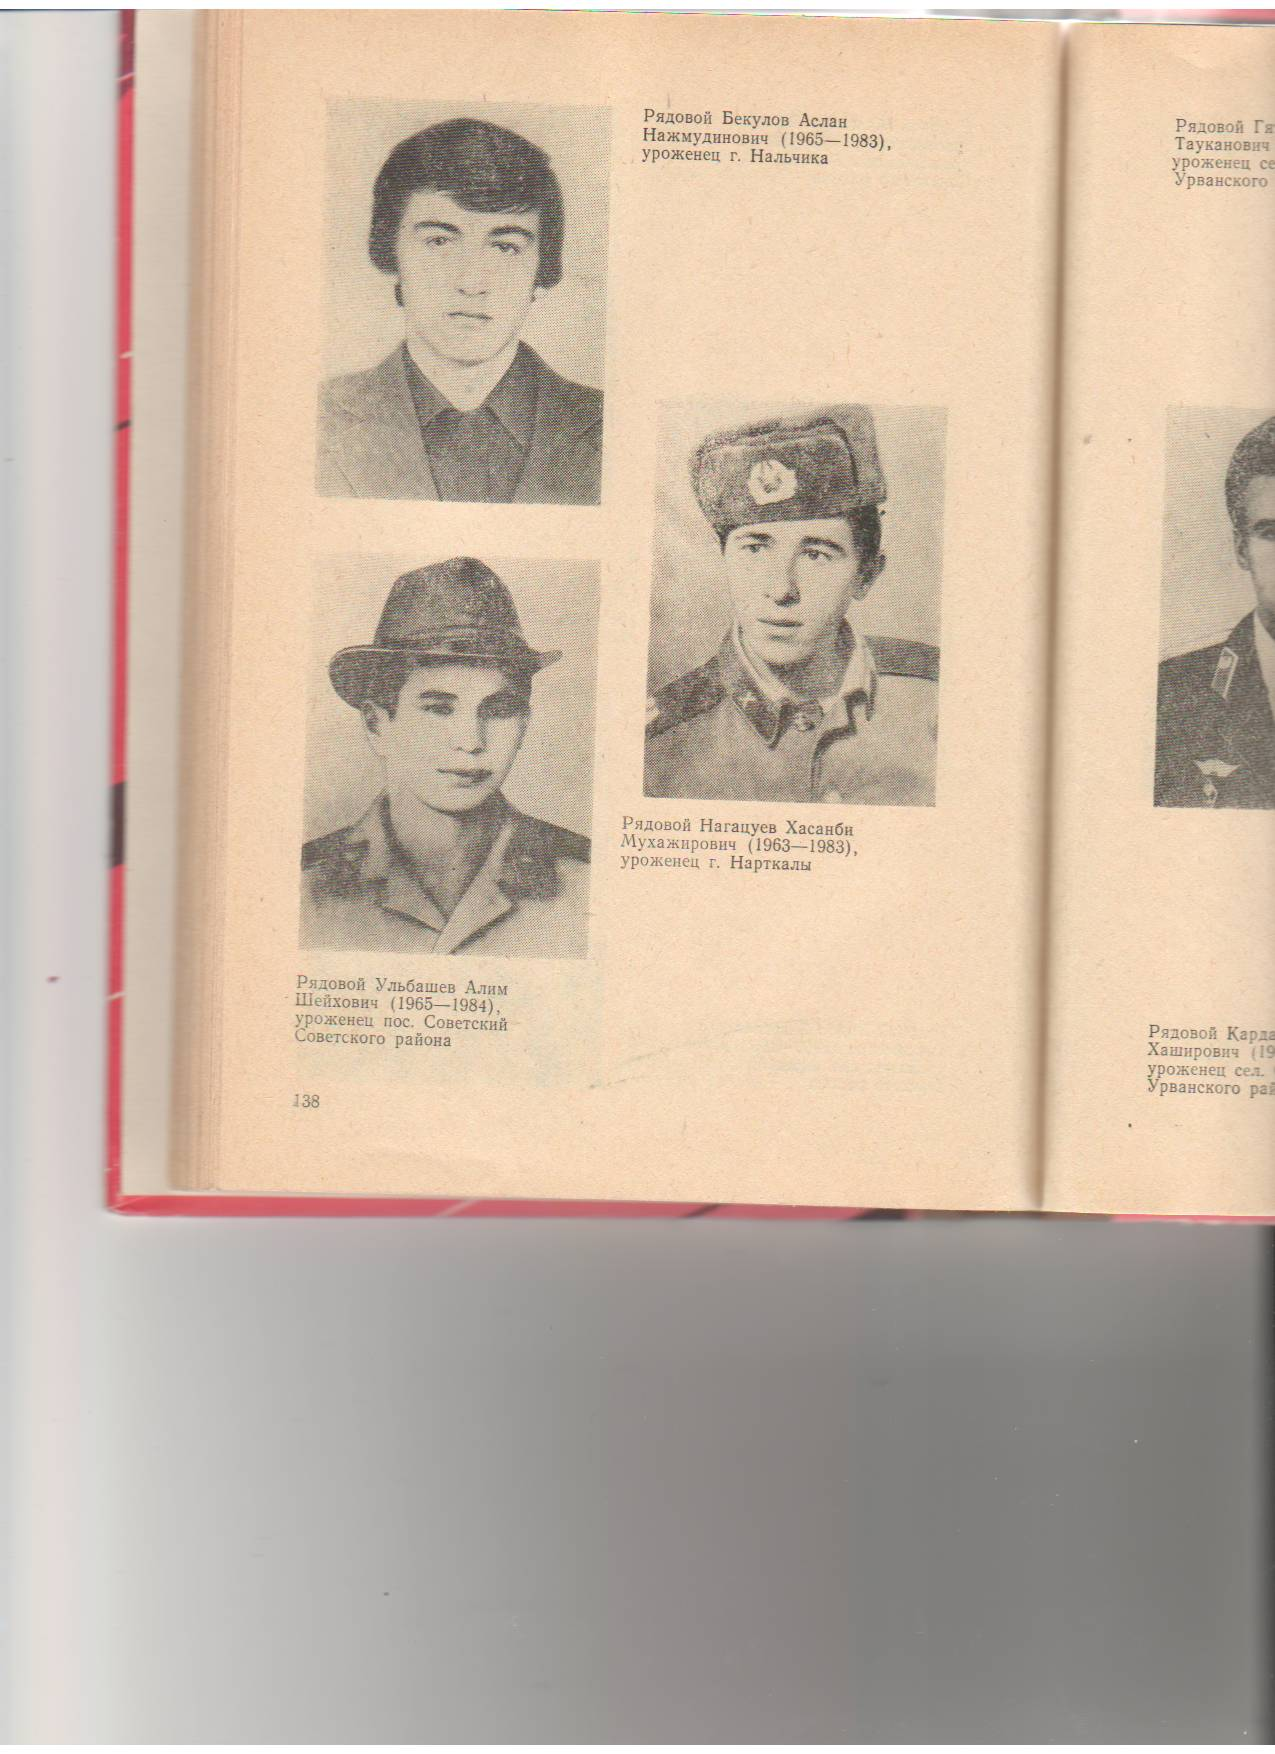 Рядовой Бекулов Аслан
Нажмудинович (1965—1983),
уроженец г. Нальчика
Рядовой Нагацуев Хасанби
Мухажирович (1963—1983),
уроженец г. Нарткалы
Рядовой Ульбашев Алим
Шейхович (1965—1984),
уроженец пос. Советский
Советского района
138
Рядовой
Таукanович
уроженец
Урванского
Рядовой
Хаширович
уроженец сел.
Урванского